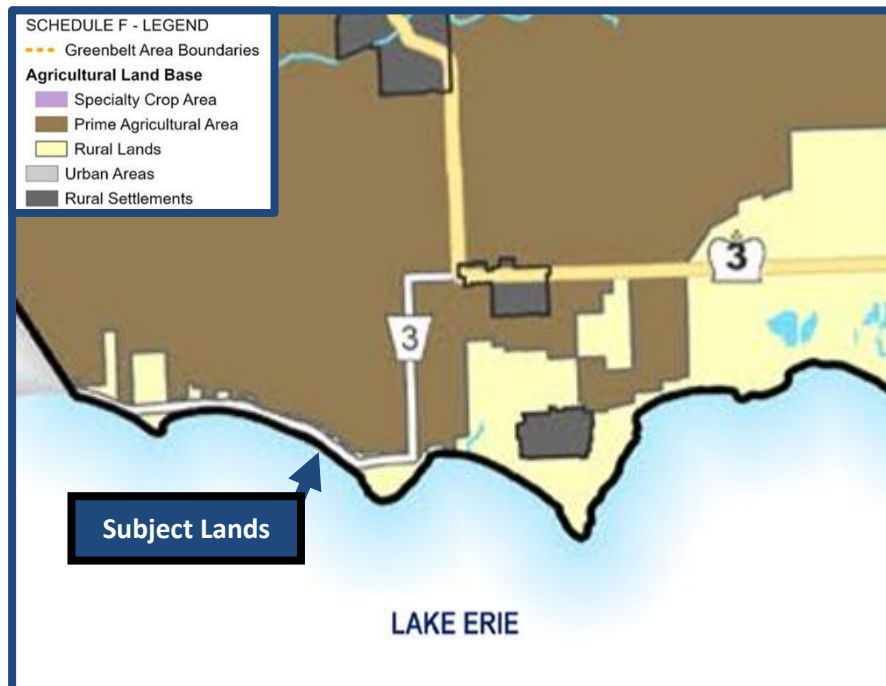 SCHEDULE F - LEGEND
Greenbelt Area Boundaries
Agricultural Land Base
Specialty Crop Area
Prime Agricultural Area
Rural Lands
Urban Areas
Rural Settlements
3
3
Subject Lands
LAKE ERIE